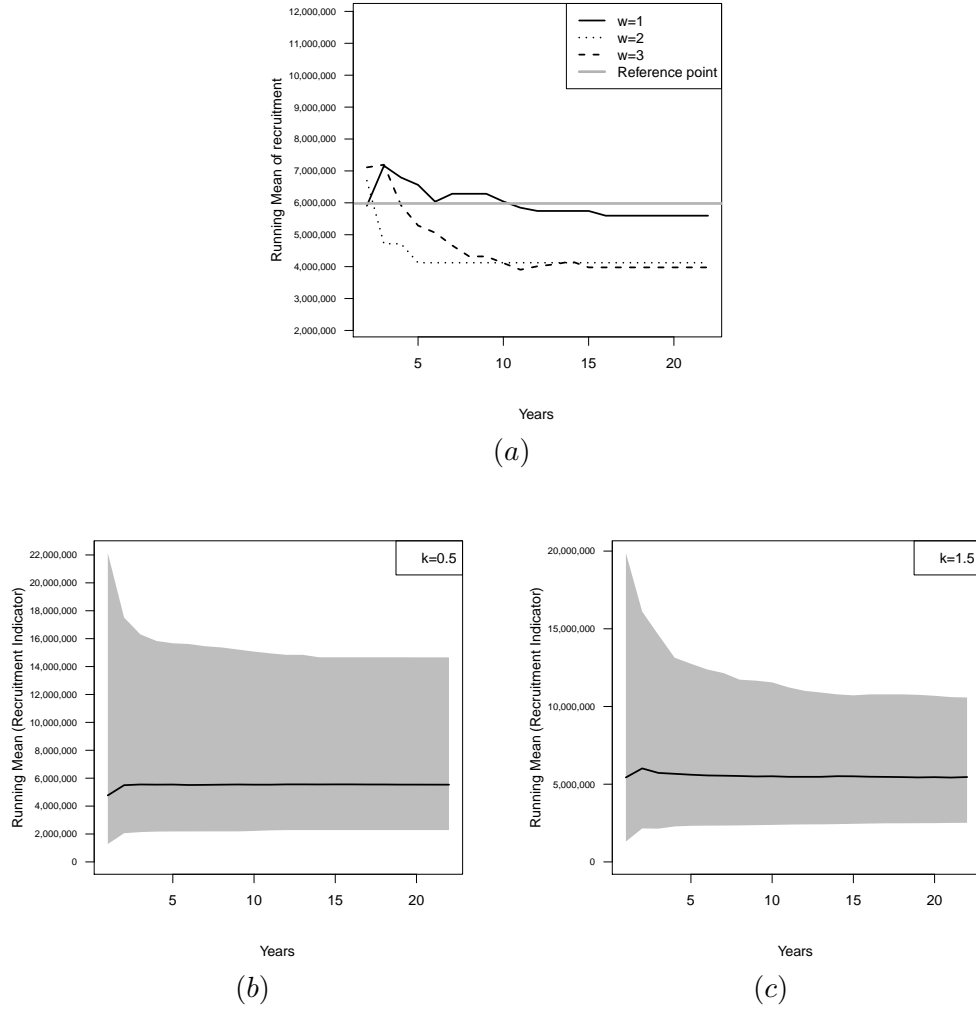 12,000,000
11,000,000
10,000,000
9,000,000
8,000,000
7,000,000
6,000,000
5,000,000
4,000,000
3,000,000
2,000,000
Running Mean of recruitment
w=1
w=2
w=3
Reference point
5 10 15 20
Years
(a)
22,000,000
20,000,000
18,000,000
16,000,000
14,000,000
12,000,000
10,000,000
8,000,000
6,000,000
4,000,000
2,000,000
0
Running Mean (Recruitment Indicator)
k=0.5
5 10 15 20
Years
(b)
20,000,000
15,000,000
10,000,000
5,000,000
0
Running Mean (Recruitment Indicator)
k=1.5
5 10 15 20
Years
(c)